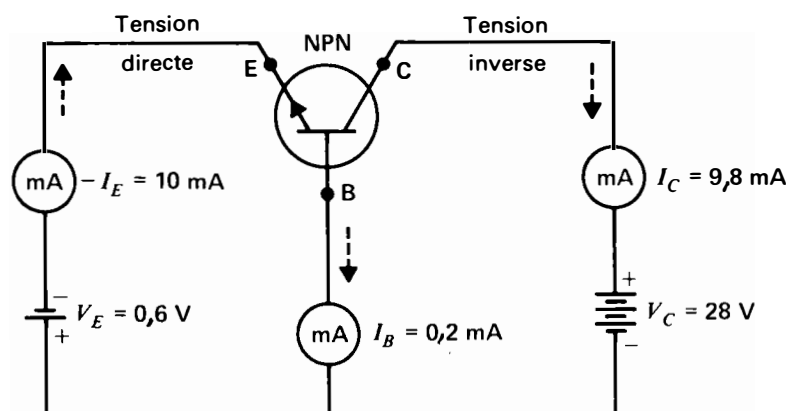 Tension
directe
NPN
Tension
inverse
E
C
mA
– I_E = 10 mA
B
mA
I_C = 9,8 mA
–
V_E = 0,6 V
+
mA
I_B = 0,2 mA
+
V_C = 28 V
–